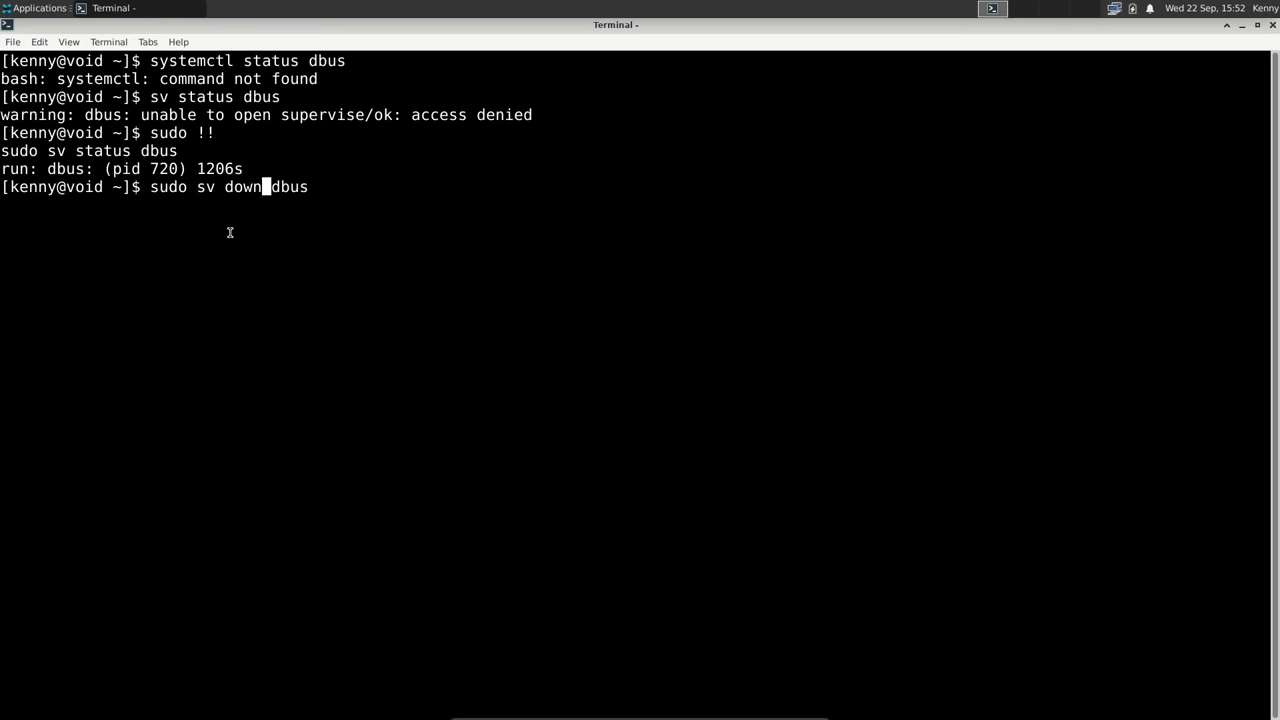 Applications Terminal - Wed 22 Sep, 15:52 Kenny
Terminal -
File Edit View Terminal Tabs Help
[kenny@void ~]$ systemctl status dbus
bash: systemctl: command not found
[kenny@void ~]$ sv status dbus
warning: dbus: unable to open supervise/ok: access denied
[kenny@void ~]$ sudo !!
sudo sv status dbus
run: dbus: (pid 720) 1206s
[kenny@void ~]$ sudo sv down dbus